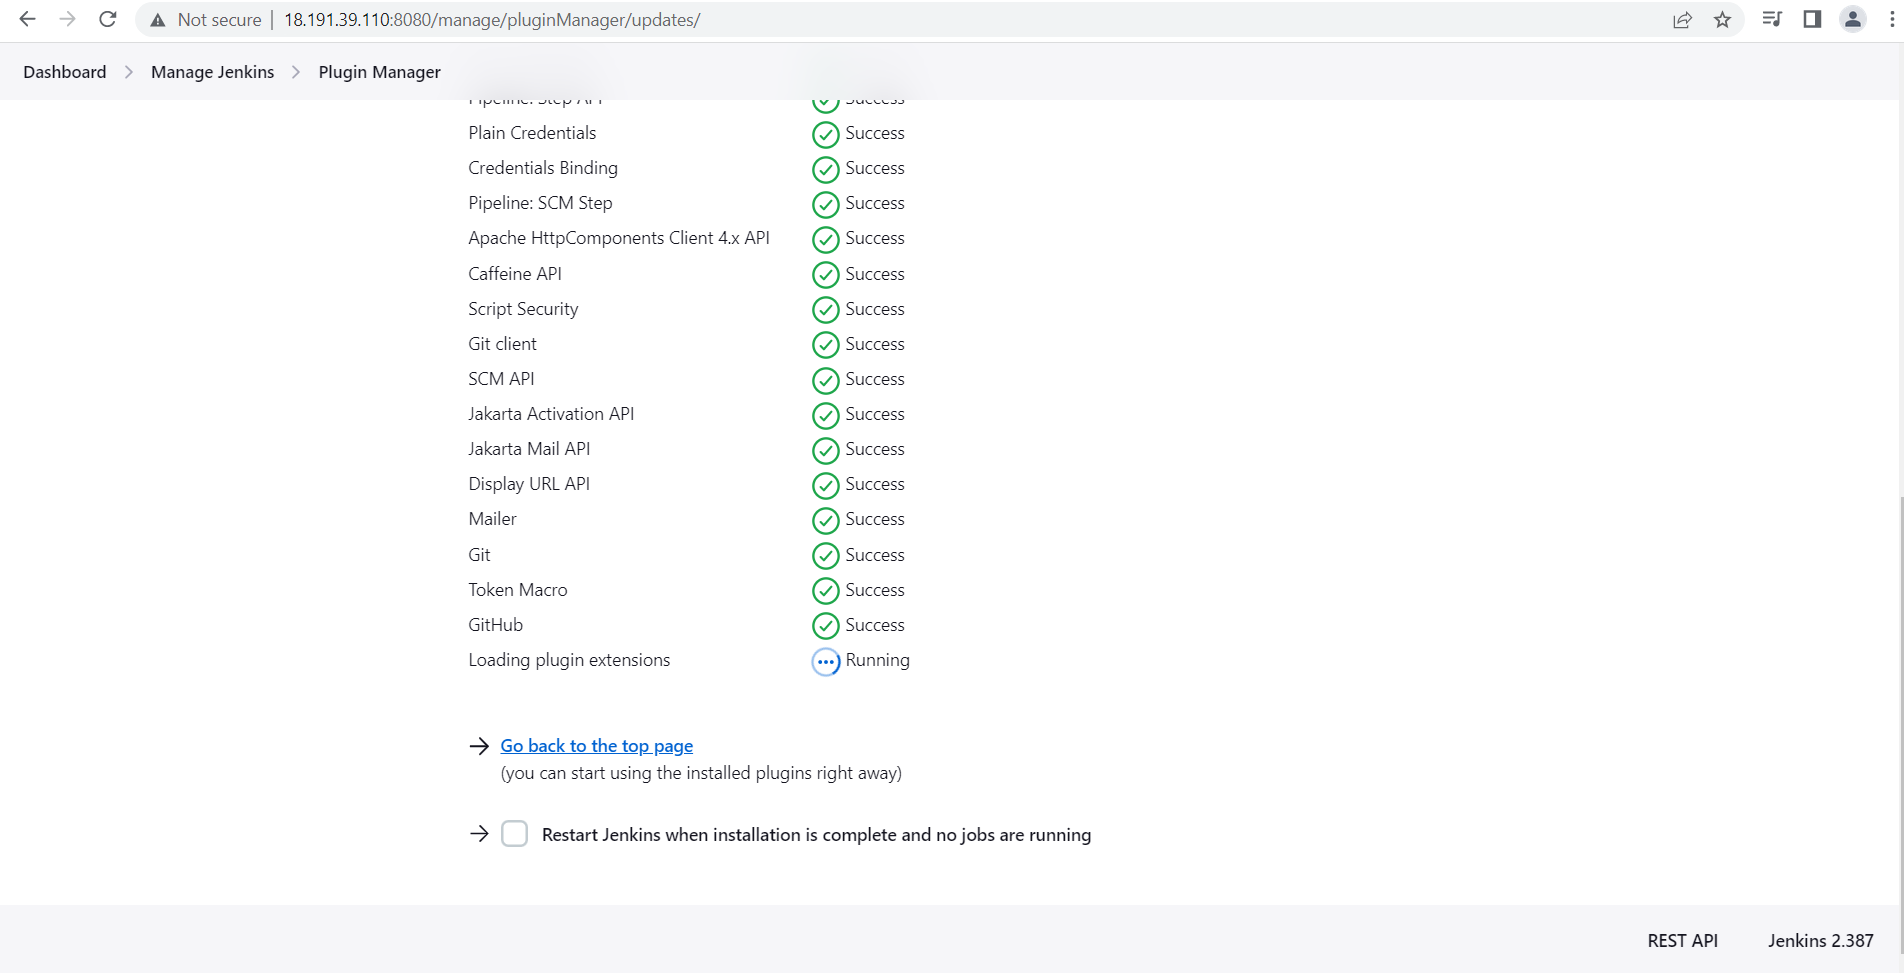 Not secure | 18.191.39.110:8080/manage/pluginManager/updates/
Dashboard > Manage Jenkins > Plugin Manager
Pipeline: Step API Success
Plain Credentials Success
Credentials Binding Success
Pipeline: SCM Step Success
Apache HttpComponents Client 4.x API Success
Caffeine API Success
Script Security Success
Git client Success
SCM API Success
Jakarta Activation API Success
Jakarta Mail API Success
Display URL API Success
Mailer Success
Git Success
Token Macro Success
GitHub Success
Loading plugin extensions Running
Go back to the top page
(you can start using the installed plugins right away)
Restart Jenkins when installation is complete and no jobs are running
REST API Jenkins 2.387